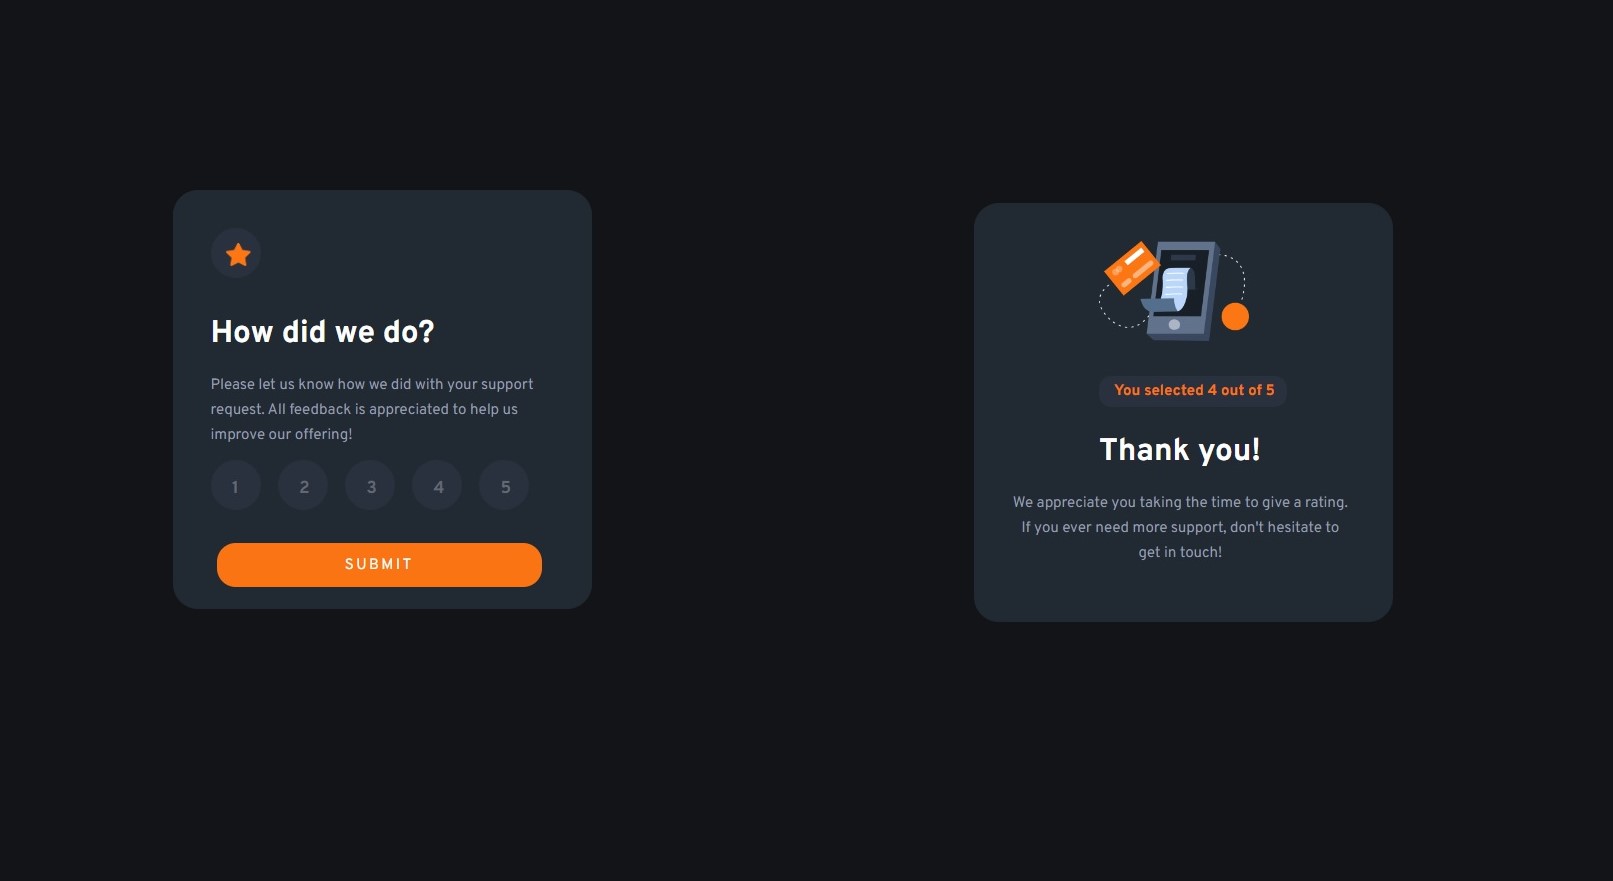 How did we do?
Please let us know how we did with your support
request. All feedback is appreciated to help us
improve our offering!
1 2 3 4 5
SUBMIT
You selected 4 out of 5
Thank you!
We appreciate you taking the time to give a rating.
If you ever need more support, don't hesitate to
get in touch!